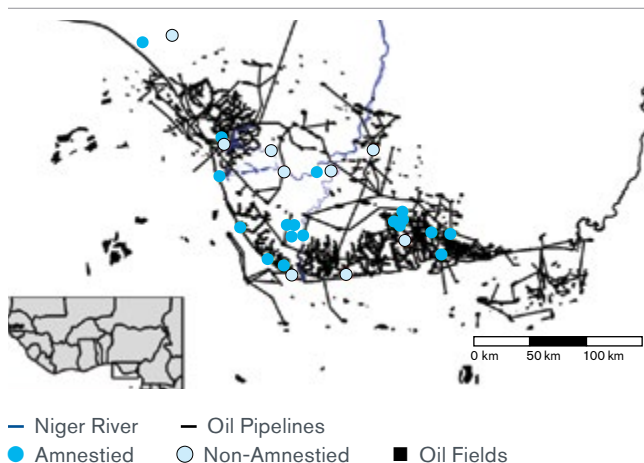 0 km 50 km 100 km
Niger River Oil Pipelines
Amnestied Non-Amnestied Oil Fields